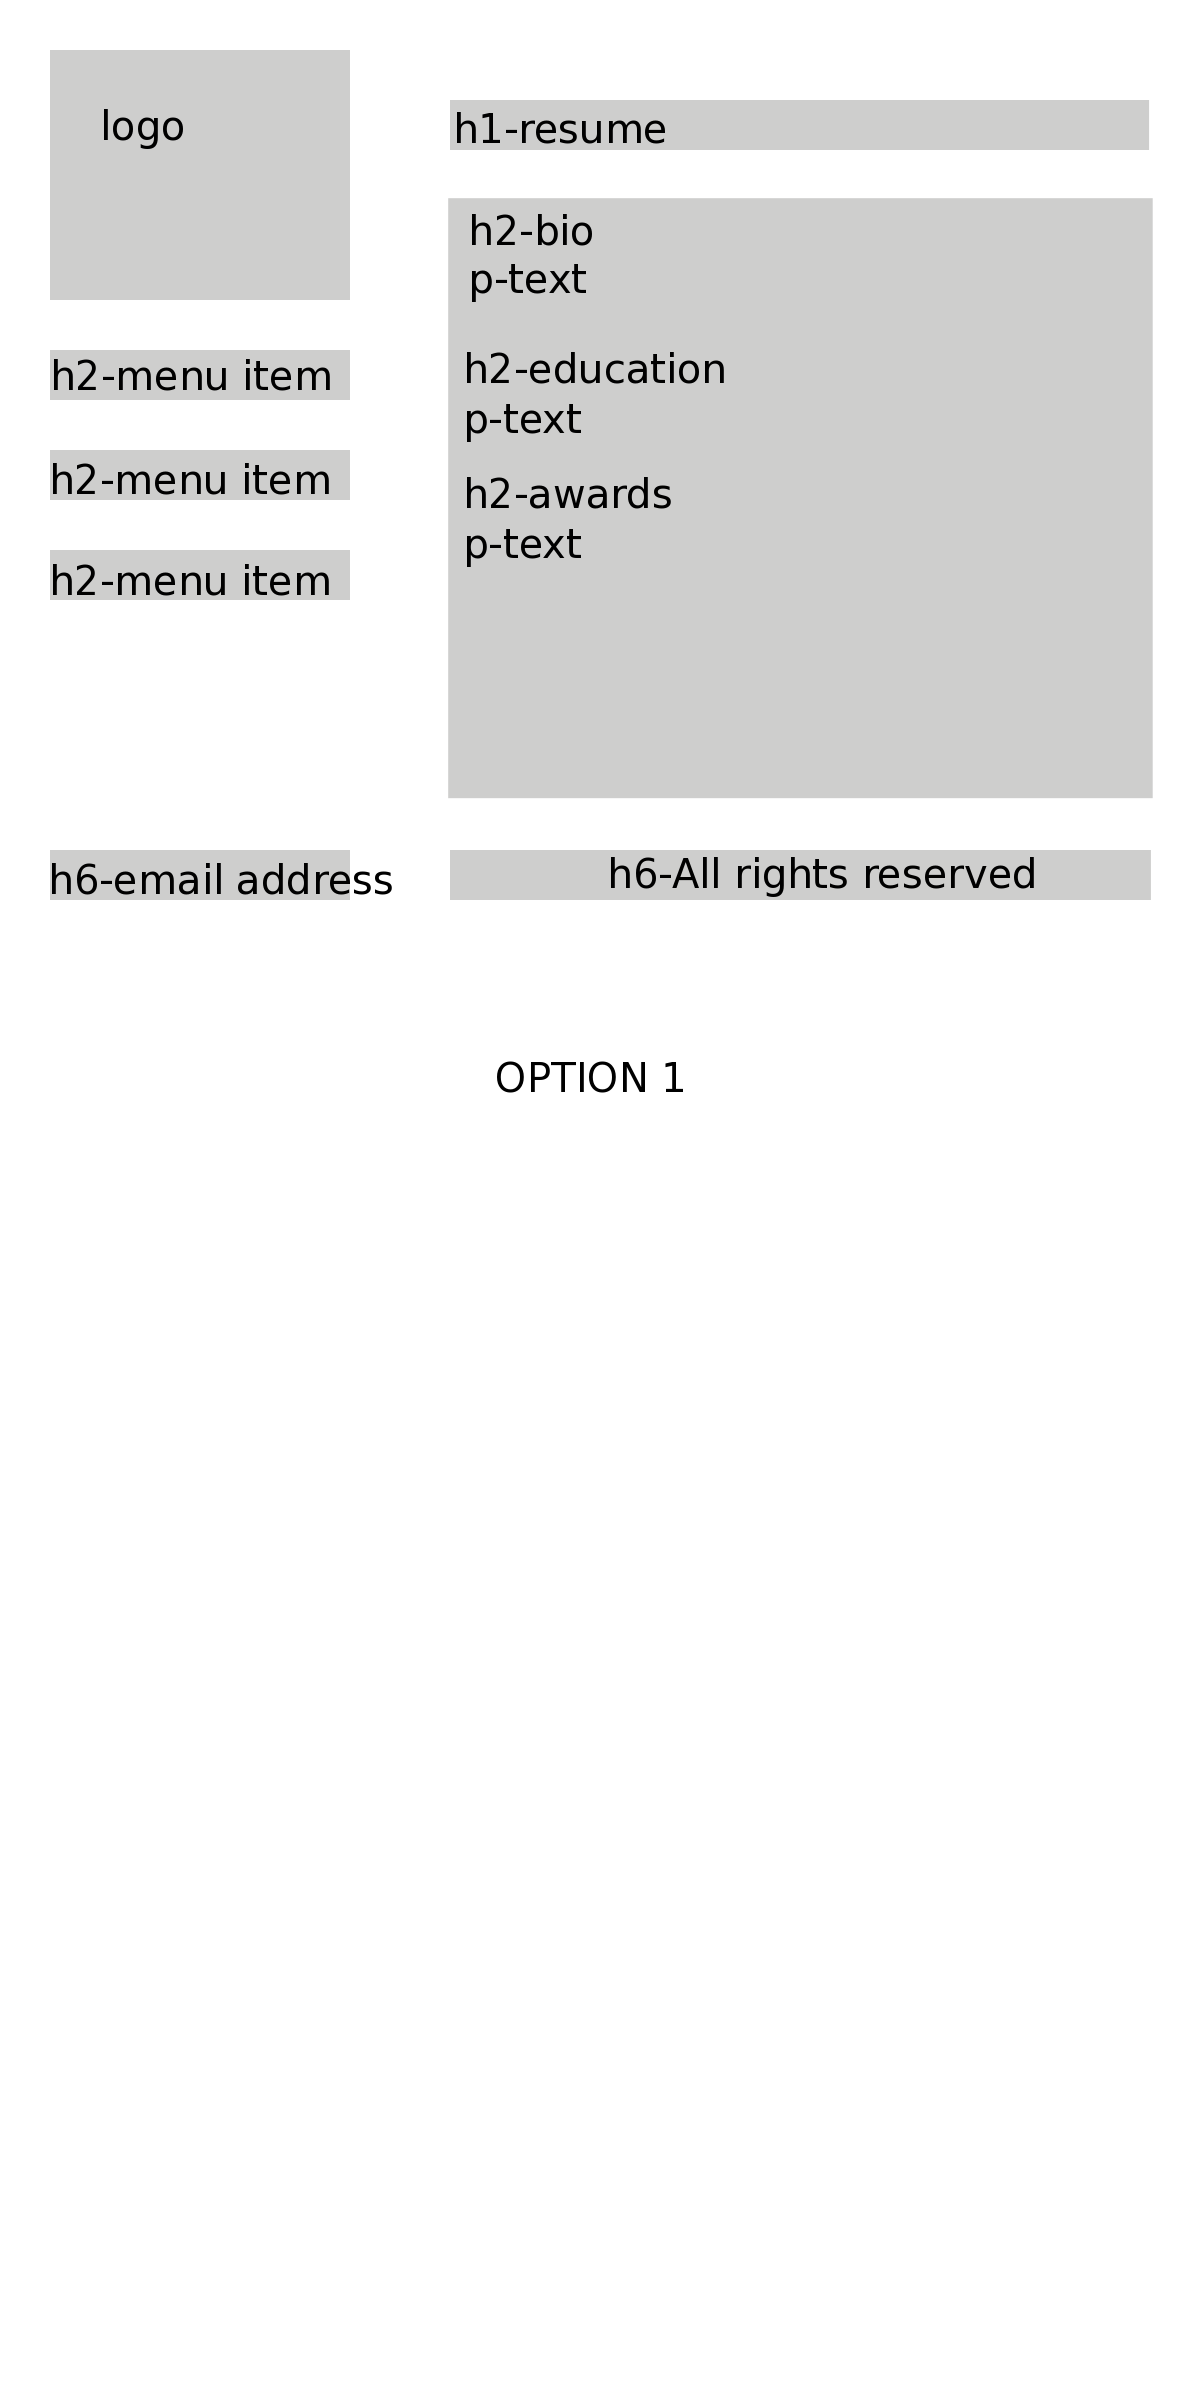 logo
h2-menu item
h2-menu item
h2-menu item
h6-email address
h1-resume
h2-bio
p-text
h2-education
p-text
h2-awards
p-text
h6-All rights reserved
OPTION 1